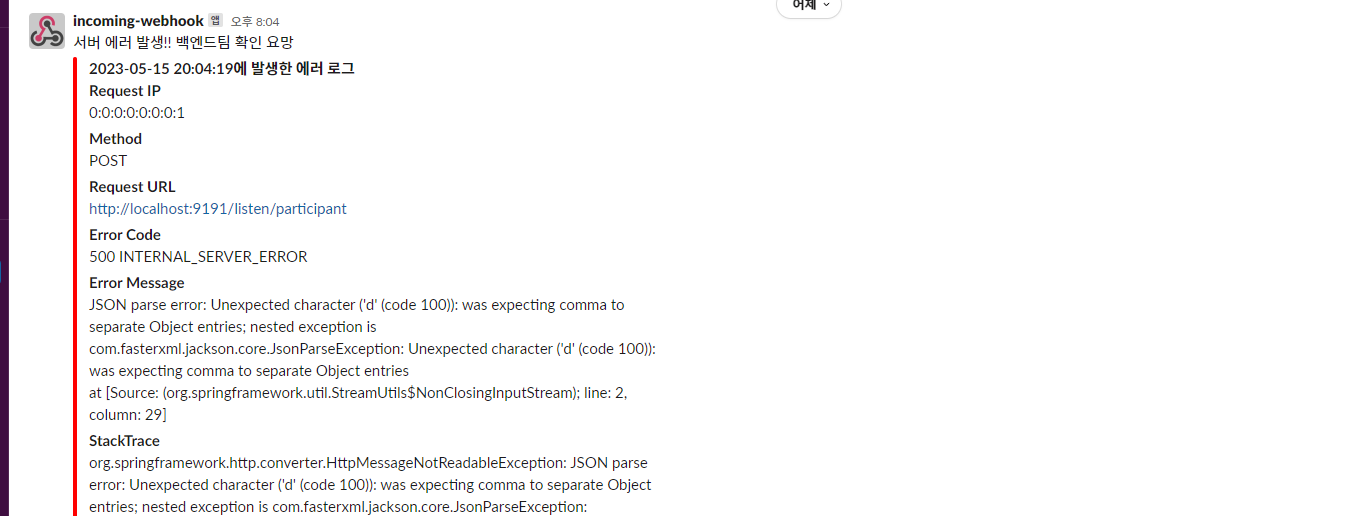 어제
incoming-webhook 앱 오후 8:04
서버 에러 발생!! 백엔드팀 확인 요망
2023-05-15 20:04:19에 발생한 에러 로그
Request IP
0:0:0:0:0:0:0:1
Method
POST
Request URL
http://localhost:9191/listen/participant
Error Code
500 INTERNAL_SERVER_ERROR
Error Message
JSON parse error: Unexpected character ('d' (code 100)): was expecting comma to
separate Object entries; nested exception is
com.fasterxml.jackson.core.JsonParseException: Unexpected character ('d' (code 100)):
was expecting comma to separate Object entries
at [Source: (org.springframework.util.StreamUtils$NonClosingInputStream); line: 2,
column: 29]
StackTrace
org.springframework.http.converter.HttpMessageNotReadableException: JSON parse
error: Unexpected character ('d' (code 100)): was expecting comma to separate Object
entries; nested exception is com.fasterxml.jackson.core.JsonParseException: